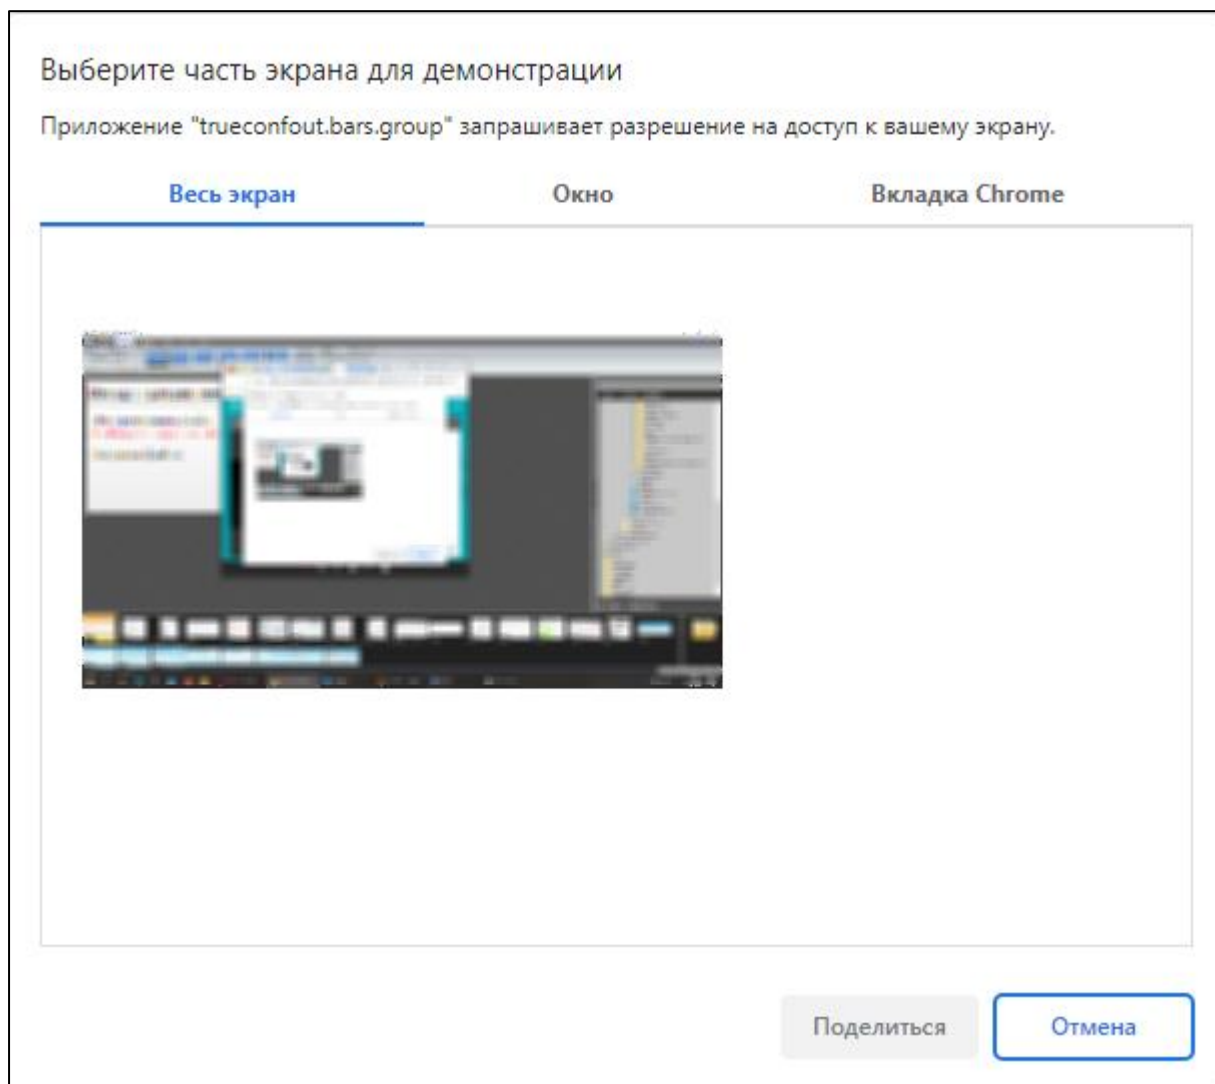 Выберите часть экрана для демонстрации
Приложение "trueconfout.bars.group" запрашивает разрешение на доступ к вашему экрану.
Весь экран Окно Вкладка Chrome
Поделиться Отмена